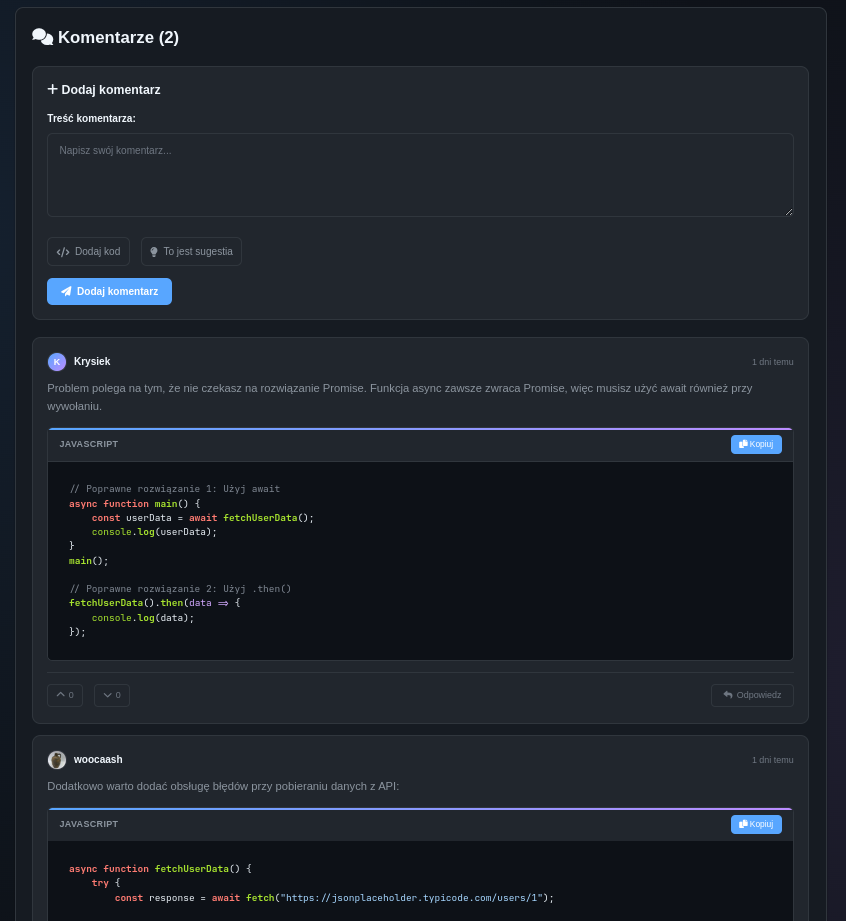 Komentarze (2)
Dodaj komentarz
Treść komentarza:
Napisz swój komentarz...
Dodaj kod
To jest sugestia
Dodaj komentarz
K
Krysiek
1 dni temu
Problem polega na tym, że nie czekasz na rozwiązanie Promise. Funkcja async zawsze zwraca Promise, więc musisz użyć await również przy
wywołaniu.
JAVASCRIPT
Kopiuj
// Poprawne rozwiązanie 1: Użyj await
async function main() {
    const userData = await fetchUserData();
    console.log(userData);
}
main();
// Poprawne rozwiązanie 2: Użyj .then()
fetchUserData().then(data => {
    console.log(data);
});
0
0
Odpowiedz
woocaash
1 dni temu
Dodatkowo warto dodać obsługę błędów przy pobieraniu danych z API:
JAVASCRIPT
Kopiuj
async function fetchUserData() {
    try {
        const response = await fetch("https://jsonplaceholder.typicode.com/users/1");